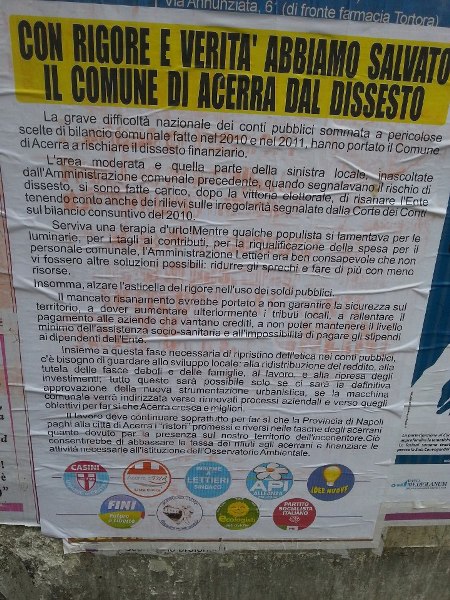 Via Annunziata, 61 (di fronte farmacia Tortora)
CON RIGORE E VERITA' ABBIAMO SALVATO
IL COMUNE DI ACERRA DAL DISSESTO
La grave difficoltà nazionale dei conti pubblici sommata a pericolose
scelte di bilancio comunale fatte nel 2010 e nel 2011, hanno portato il Comune
di Acerra a rischiare il dissesto finanziario.
L'area moderata e quella parte della sinistra locale, inascoltate
dall'Amministrazione comunale precedente, quando segnalavano il rischio di
dissesto, si sono fatte carico, dopo la vittoria elettorale, di risanare l'Ente
tenendo conto anche dei rilievi sulle irregolarità segnalate dalla Corte dei Conti
sul bilancio consuntivo del 2010.
Serviva una terapia d'urto!Mentre qualche populista si lamentava per le
luminarie, per i tagli ai contributi, per la riqualificazione della spesa per il
personale comunale, l'Amministrazione Lettieri era ben consapevole che non
vi fossero altre soluzioni possibili: ridurre gli sprechi e fare di più con meno
risorse.
Insomma, alzare l'asticella del rigore nell'uso dei soldi pubblici.
Il mancato risanamento avrebbe portato a non garantire la sicurezza sul
territorio, a dover aumentare ulteriormente i tributi locali, a rallentare il
pagamento alle aziende che vantano crediti, a non poter mantenere il livello
minimo dell'assistenza socio-sanitaria e all'impossibilità di pagare gli stipendi
ai dipendenti dell'Ente.
Insieme a questa fase necessaria di ripristino dell'etica nei conti pubblici,
c'è bisogno di guardare allo sviluppo locale: alla ridistribuzione del reddito, alla
tutela delle fasce deboli e delle famiglie, al lavoro e alla ripresa degli
investimenti; tutto questo sarà possibile solo se ci sarà la definitiva
approvazione della nuova strumentazione urbanistica, se la macchina
comunale verrà indirizzata verso rinnovati processi aziendali e verso quegli
obiettivi per far sì che Acerra cresca e migliori.
Il lavoro deve continuare soprattutto per far sì che la Provincia di Napoli
paghi alla città di Acerra i "ristori" promessi e riversi nelle tasche degli acerrani
quanto dovuto per la presenza sul nostro territorio dell'inceneritore.Ciò
consentirebbe di abbassare la tassa dei rifiuti agli acerrani e finanziare le
attività necessarie all'istituzione dell'Osservatorio Ambientale.
CASINI
INSIEME
LETTIERI
SINDACO
API
ALLEANZA
IDEE NUOVE
FINI
Futuro e Libertà
ecologisti
PARTITO
SOCIALISTA
ITALIANO